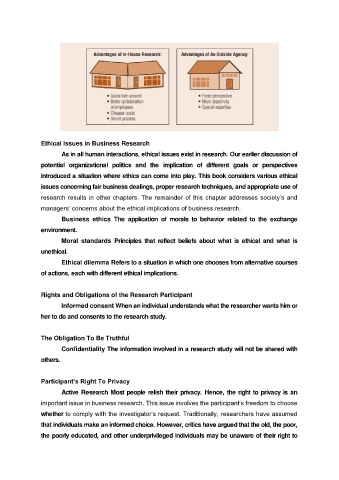 Advantages of In-House Research:
• Quick turn around
• Better collaboration
w/employees
• Cheaper costs
• Secret process
Advantages of An Outside Agency:
• Fresh perspective
• More objectivity
• Special expertise
Ethical Issues in Business Research
As in all human interactions, ethical issues exist in research. Our earlier discussion of
potential organizational politics and the implication of different goals or perspectives
introduced a situation where ethics can come into play. This book considers various ethical
issues concerning fair business dealings, proper research techniques, and appropriate use of
research results in other chapters. The remainder of this chapter addresses society's and
managers' concerns about the ethical implications of business research.
Business ethics The application of morals to behavior related to the exchange
environment.
Moral standards Principles that reflect beliefs about what is ethical and what is
unethical.
Ethical dilemma Refers to a situation in which one chooses from alternative courses
of actions, each with different ethical implications.
Rights and Obligations of the Research Participant
Informed consent When an individual understands what the researcher wants him or
her to do and consents to the research study.
The Obligation To Be Truthful
Confidentiality The information involved in a research study will not be shared with
others.
Participant's Right To Privacy
Active Research Most people relish their privacy. Hence, the right to privacy is an
important issue in business research. This issue involves the participant's freedom to choose
whether to comply with the investigator's request. Traditionally, researchers have assumed
that individuals make an informed choice. However, critics have argued that the old, the poor,
the poorly educated, and other underprivileged individuals may be unaware of their right to